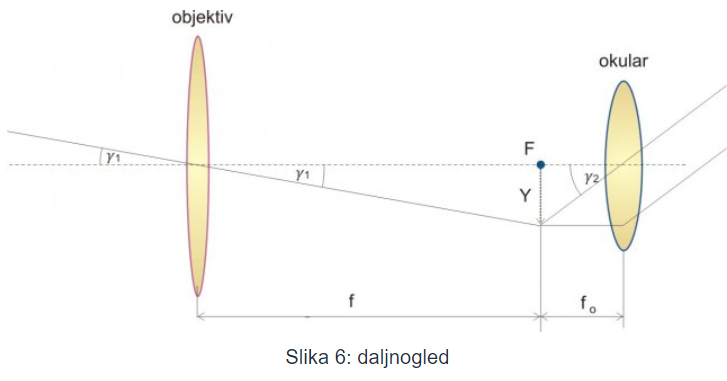 objektiv
okular
F
γ1
γ1
γ2
Y
f
fo
Slika 6: daljnogled